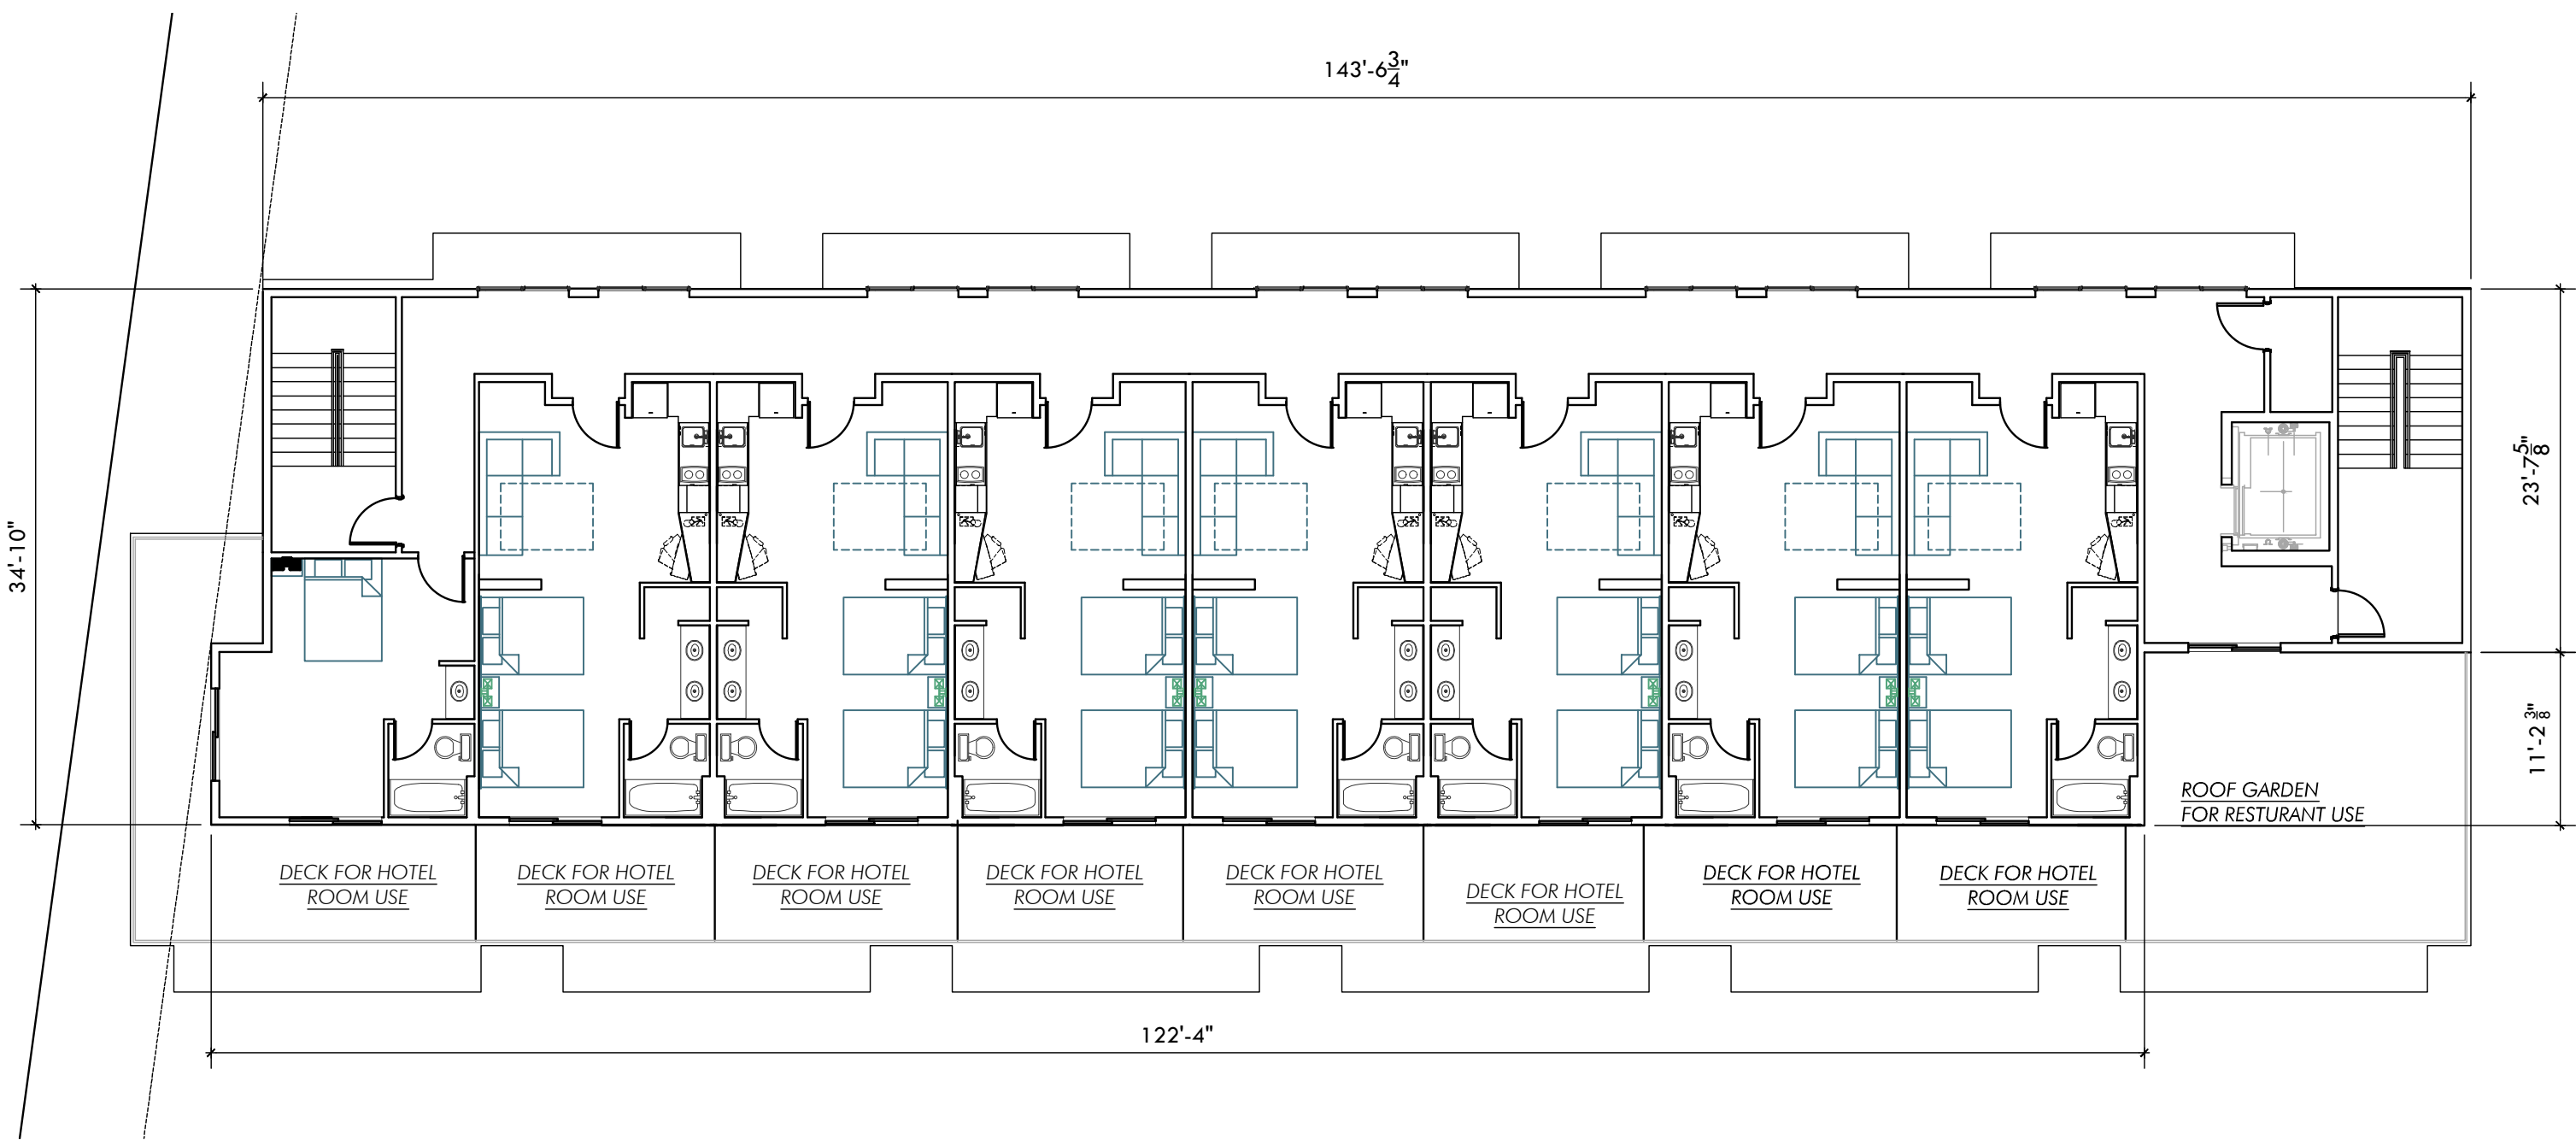 143'-6 3/4"
34'-10"
23'-7 5/8"
11'-2 3/8"
ROOF GARDEN
FOR RESTURANT USE
DECK FOR HOTEL
ROOM USE
DECK FOR HOTEL
ROOM USE
DECK FOR HOTEL
ROOM USE
DECK FOR HOTEL
ROOM USE
DECK FOR HOTEL
ROOM USE
DECK FOR HOTEL
ROOM USE
DECK FOR HOTEL
ROOM USE
DECK FOR HOTEL
ROOM USE
122'-4"